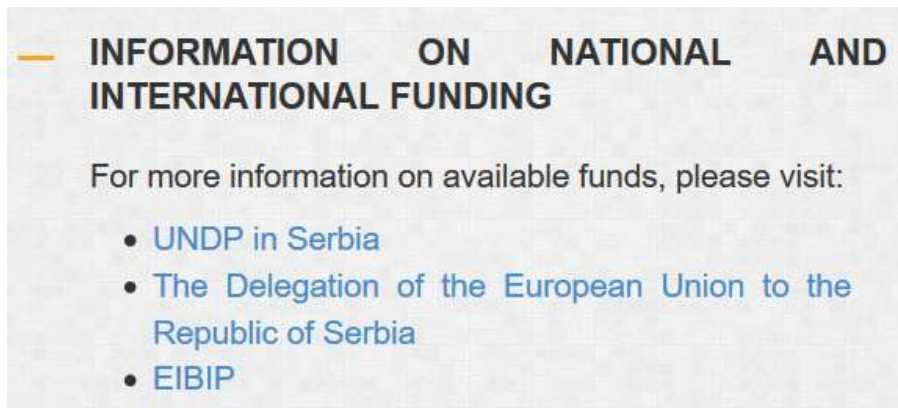 INFORMATION ON NATIONAL AND
INTERNATIONAL FUNDING
For more information on available funds, please visit:
• UNDP in Serbia
• The Delegation of the European Union to the
Republic of Serbia
• EIBIP